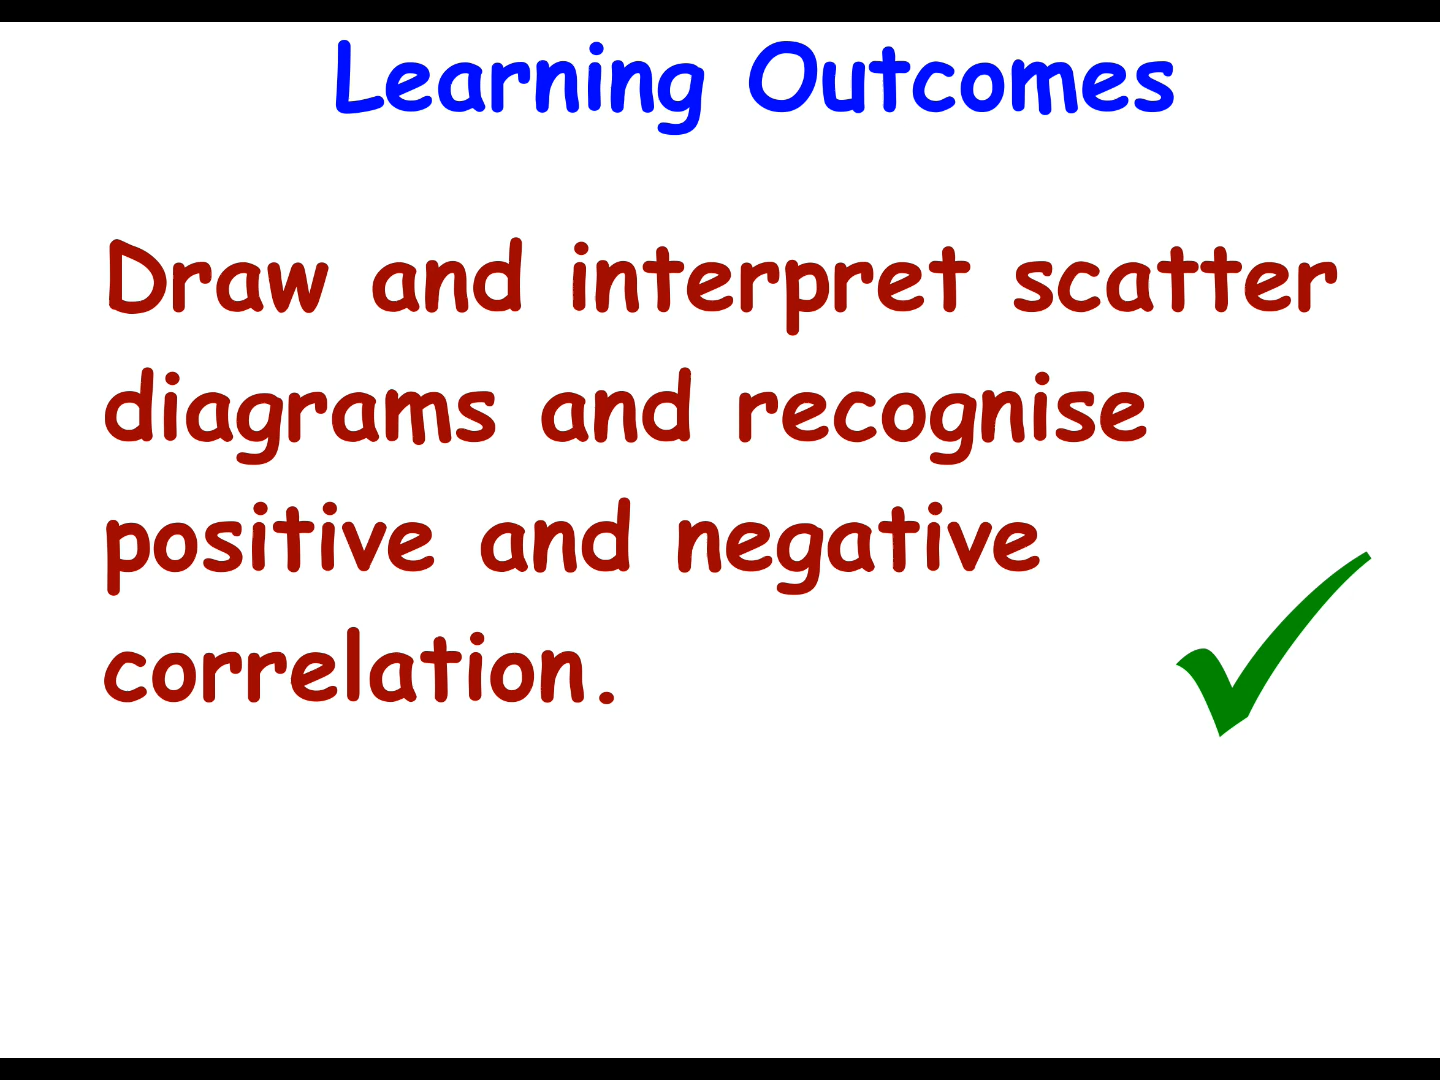 Learning Outcomes
Draw and interpret scatter
diagrams and recognise
positive and negative
correlation.